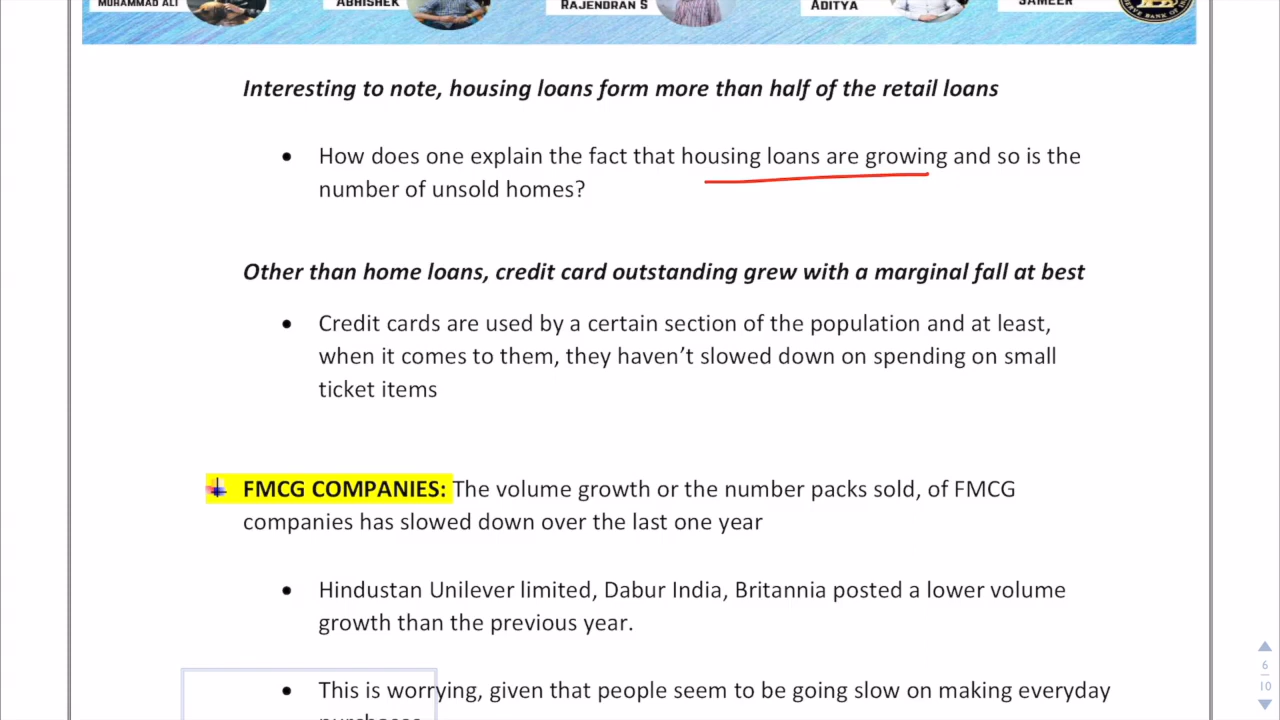 MUHAMMAD ALI
ABHISHEK
RAJENDRAN S
ADITYA
SAMEER
Interesting to note, housing loans form more than half of the retail loans
• How does one explain the fact that housing loans are growing and so is the
number of unsold homes?
Other than home loans, credit card outstanding grew with a marginal fall at best
• Credit cards are used by a certain section of the population and at least,
when it comes to them, they haven’t slowed down on spending on small
ticket items
FMCG COMPANIES: The volume growth or the number packs sold, of FMCG
companies has slowed down over the last one year
• Hindustan Unilever limited, Dabur India, Britannia posted a lower volume
growth than the previous year.
• This is worrying, given that people seem to be going slow on making everyday
6
10